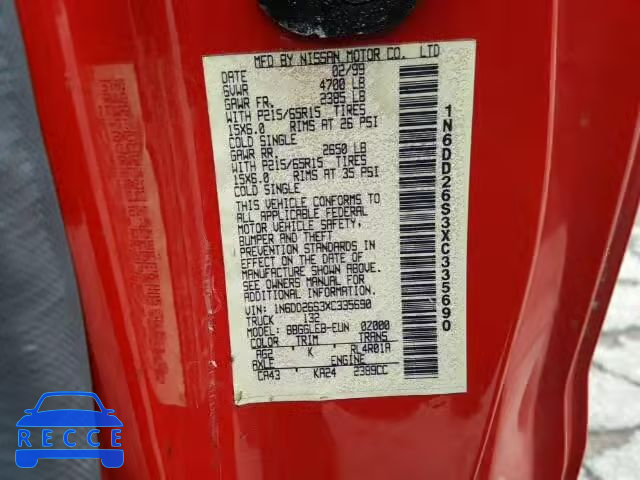 MFD BY NISSAN MOTOR CO., LTD
DATE 02/99
GVWR 4700 LB
GAWR FR. 2385 LB
WITH P215/65R15 TIRES
15X6.0 RIMS AT 26 PSI
COLD SINGLE
GAWR RR 2650 LB
WITH P215/65R15 TIRES
15X6.0 RIMS AT 35 PSI
COLD SINGLE
THIS VEHICLE CONFORMS TO
ALL APPLICABLE FEDERAL
MOTOR VEHICLE SAFETY,
BUMPER AND THEFT
PREVENTION STANDARDS IN
EFFECT ON THE DATE OF
MANUFACTURE SHOWN ABOVE.
SEE OWNERS MANUAL FOR
ADDITIONAL INFORMATION.
VIN: 1N6DD26S3XC335690
TRUCK 132
MODEL: BBGGLEB-EUN 0Z000
COLOR TRIM TRANS
AG2 K RL4R01A
AXLE ENGINE
CA43 KA24 2389CC
1N6DD26S3XC335690
RECCE